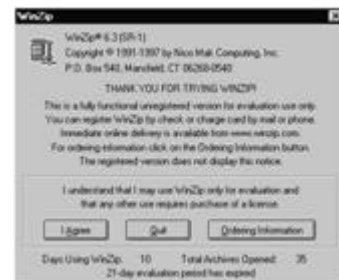 WinZip
WinZip® 6.3 (SR-1)
Copyright © 1991-1997 by Nico Mak Computing, Inc.
P.O. Box 540, Mansfield, CT 06268-0540
THANK YOU FOR TRYING WINZIP!
This is a fully functional unregistered version for evaluation use only.
You can register WinZip by check or charge card by mail or phone.
Immediate online delivery is available from www.winzip.com.
For ordering information click on the Ordering Information button.
The registered version does not display this notice.
I understand that I may use WinZip only for evaluation and
that any other use requires purchase of a license.
I Agree Quit Ordering Information
Days Using WinZip: 10 Total Archives Opened: 35
21-day evaluation period has expired